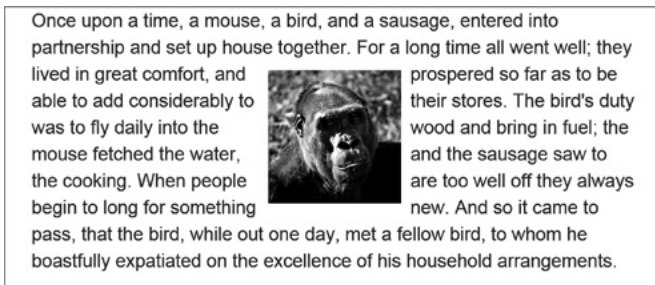 Once upon a time, a mouse, a bird, and a sausage, entered into
partnership and set up house together. For a long time all went well; they
lived in great comfort, and prospered so far as to be
able to add considerably to their stores. The bird's duty
was to fly daily into the wood and bring in fuel; the
mouse fetched the water, and the sausage saw to
the cooking. When people are too well off they always
begin to long for something new. And so it came to
pass, that the bird, while out one day, met a fellow bird, to whom he
boastfully expatiated on the excellence of his household arrangements.